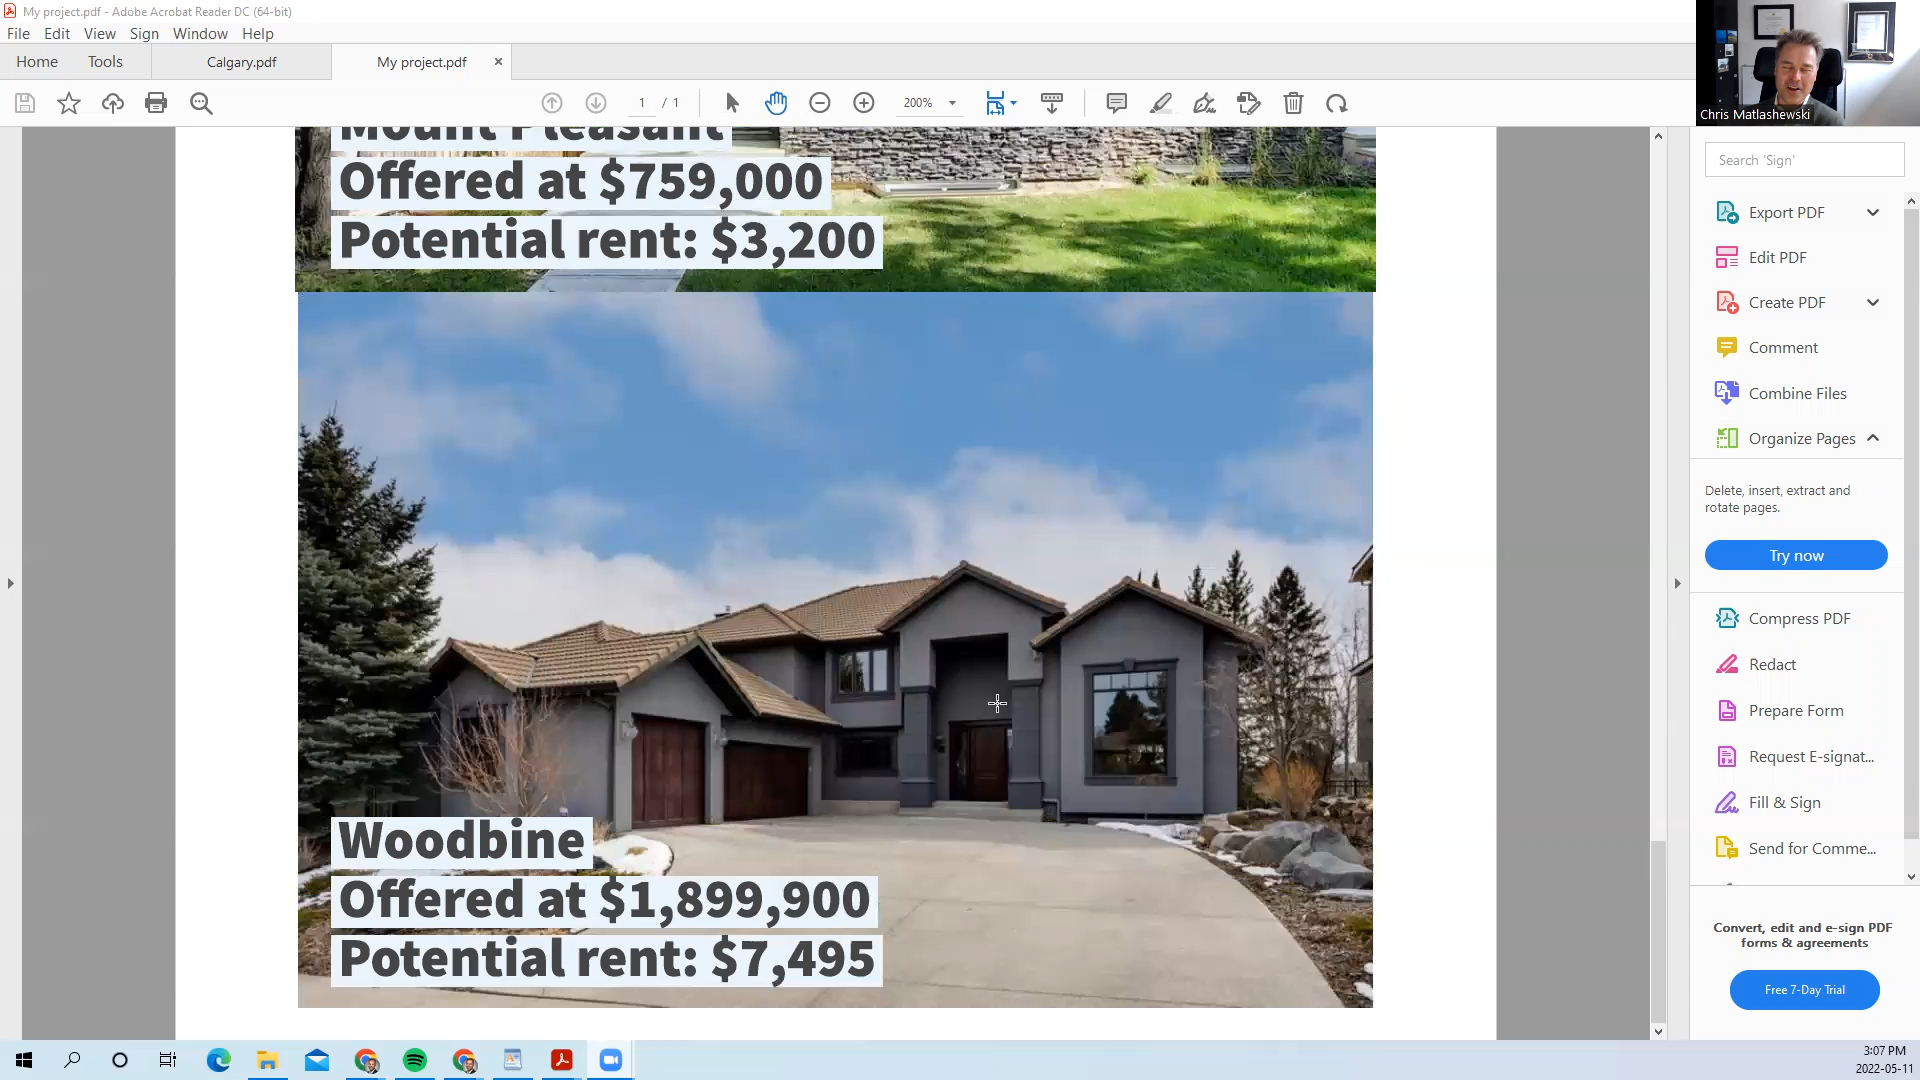 My project.pdf - Adobe Acrobat Reader DC (64-bit)
File Edit View Sign Window Help
Home Tools Calgary.pdf My project.pdf ×
1 / 1 200%
Chris Matlashewski
Mount Pleasant
Offered at $759,000
Potential rent: $3,200
Woodbine
Offered at $1,899,900
Potential rent: $7,495
Search 'Sign'
Export PDF
Edit PDF
Create PDF
Comment
Combine Files
Organize Pages
Delete, insert, extract and
rotate pages.
Try now
Compress PDF
Redact
Prepare Form
Request E-signat...
Fill & Sign
Send for Comme...
Convert, edit and e-sign PDF
forms & agreements
Free 7-Day Trial
3:07 PM
2022-05-11